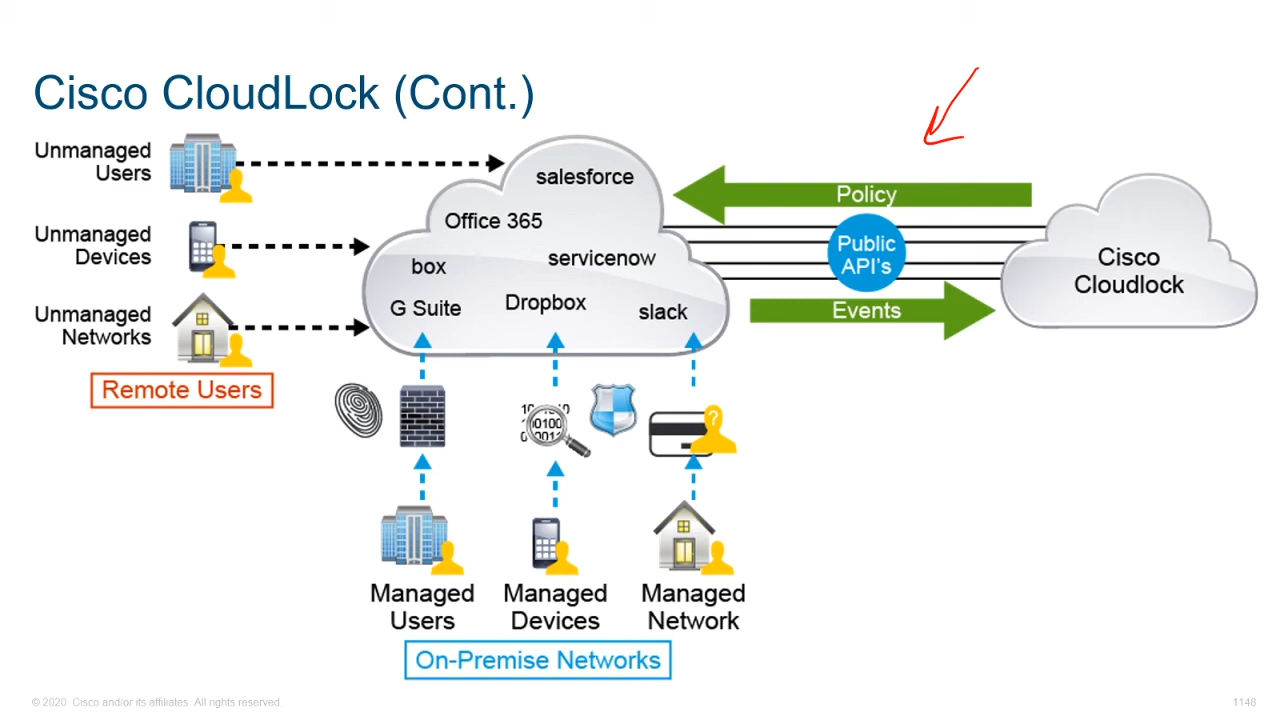 Cisco CloudLock (Cont.)
Unmanaged
Users
Unmanaged
Devices
Unmanaged
Networks
Remote Users
salesforce
Office 365
box
servicenow
G Suite
Dropbox
slack
Policy
Public
API's
Events
Cisco
Cloudlock
?
Managed
Users
Managed
Devices
Managed
Network
On-Premise Networks
© 2020 Cisco and/or its affiliates. All rights reserved.
1148